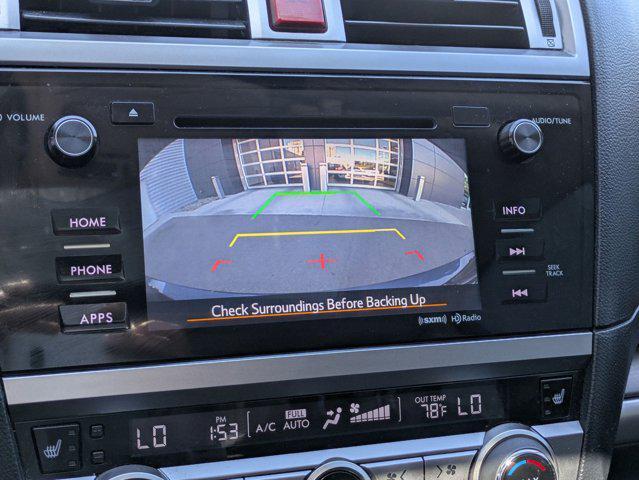 VOLUME
AUDIO/TUNE
HOME
INFO
PHONE
SEEK
TRACK
APPS
Check Surroundings Before Backing Up
((SXM)) HD Radio
LO
PM
1:53
A/C
FULL
AUTO
OUT TEMP
78°F
LO